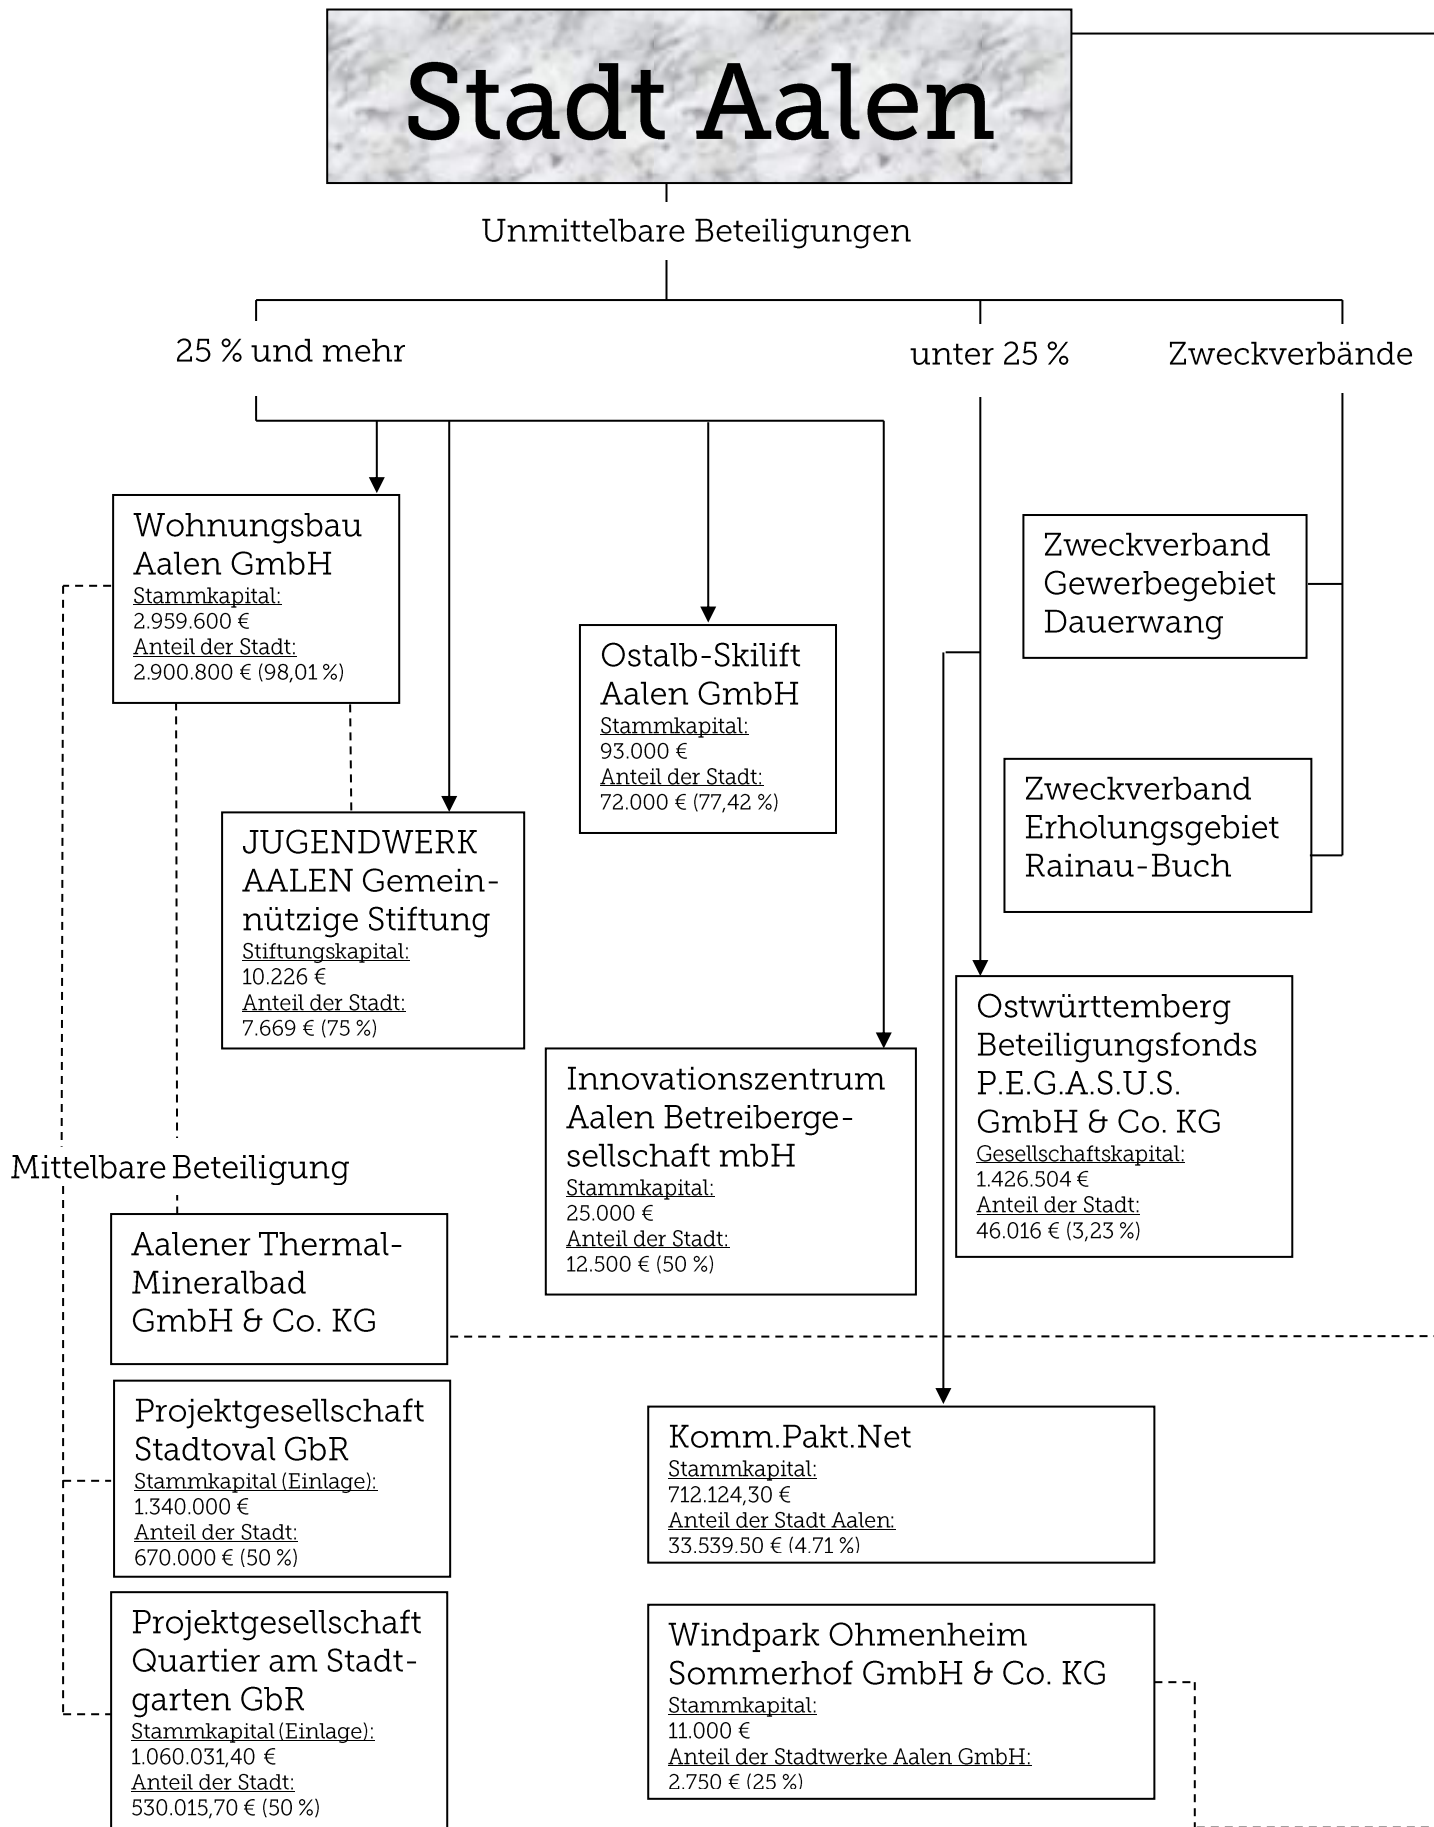 Stadt Aalen
Unmittelbare Beteiligungen
25 % und mehr
unter 25 %
Zweckverbände
Wohnungsbau
Aalen GmbH
Stammkapital:
2.959.600 €
Anteil der Stadt:
2.900.800 € (98,01 %)
Zweckverband
Gewerbegebiet
Dauerwang
Ostalb-Skilift
Aalen GmbH
Stammkapital:
93.000 €
Anteil der Stadt:
72.000 € (77,42 %)
Zweckverband
Erholungsgebiet
Rainau-Buch
JUGENDWERK
AALEN Gemein-
nützige Stiftung
Stiftungskapital:
10.226 €
Anteil der Stadt:
7.669 € (75 %)
Ostwürttemberg
Beteiligungsfonds
P.E.G.A.S.U.S.
GmbH & Co. KG
Gesellschaftskapital:
1.426.504 €
Anteil der Stadt:
46.016 € (3,23 %)
Innovationszentrum
Aalen Betreiberge-
sellschaft mbH
Stammkapital:
25.000 €
Anteil der Stadt:
12.500 € (50 %)
Mittelbare Beteiligung
Aalener Thermal-
Mineralbad
GmbH & Co. KG
Projektgesellschaft
Stadtoval GbR
Stammkapital (Einlage):
1.340.000 €
Anteil der Stadt:
670.000 € (50 %)
Komm.Pakt.Net
Stammkapital:
712.124,30 €
Anteil der Stadt Aalen:
33.539.50 € (4.71 %)
Projektgesellschaft
Quartier am Stadt-
garten GbR
Stammkapital (Einlage):
1.060.031,40 €
Anteil der Stadt:
530.015,70 € (50 %)
Windpark Ohmenheim
Sommerhof GmbH & Co. KG
Stammkapital:
11.000 €
Anteil der Stadtwerke Aalen GmbH:
2.750 € (25 %)